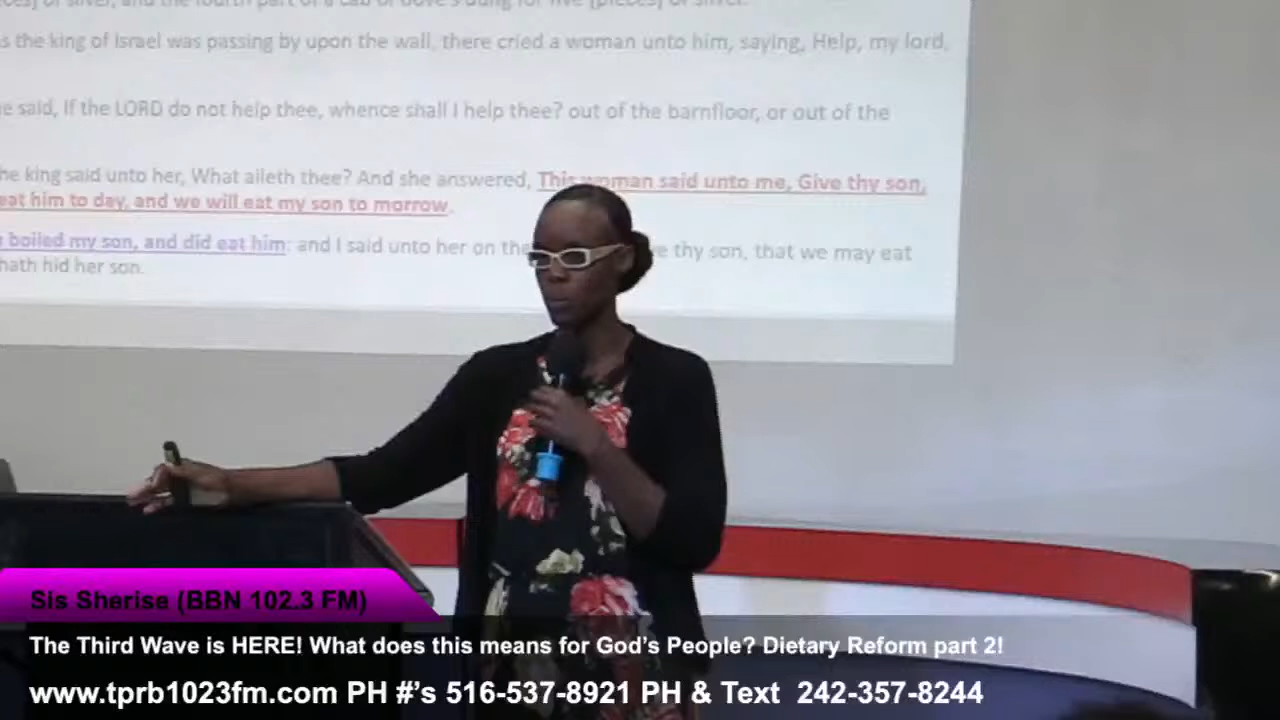 s the king of Israel was passing by upon the wall, there cried a woman unto him, saying, Help, my lord,
e said, If the LORD do not help thee, whence shall I help thee? out of the barnfloor, or out of the
he king said unto her, What aileth thee? And she answered, This woman said unto me, Give thy son,
eat him to day, and we will eat my son to morrow.
boiled my son, and did eat him: and I said unto her on the e thy son, that we may eat
hath hid her son.
Sis Sherise (BBN 102.3 FM)
The Third Wave is HERE! What does this means for God's People? Dietary Reform part 2!
www.tprb1023fm.com PH #'s 516-537-8921 PH & Text 242-357-8244